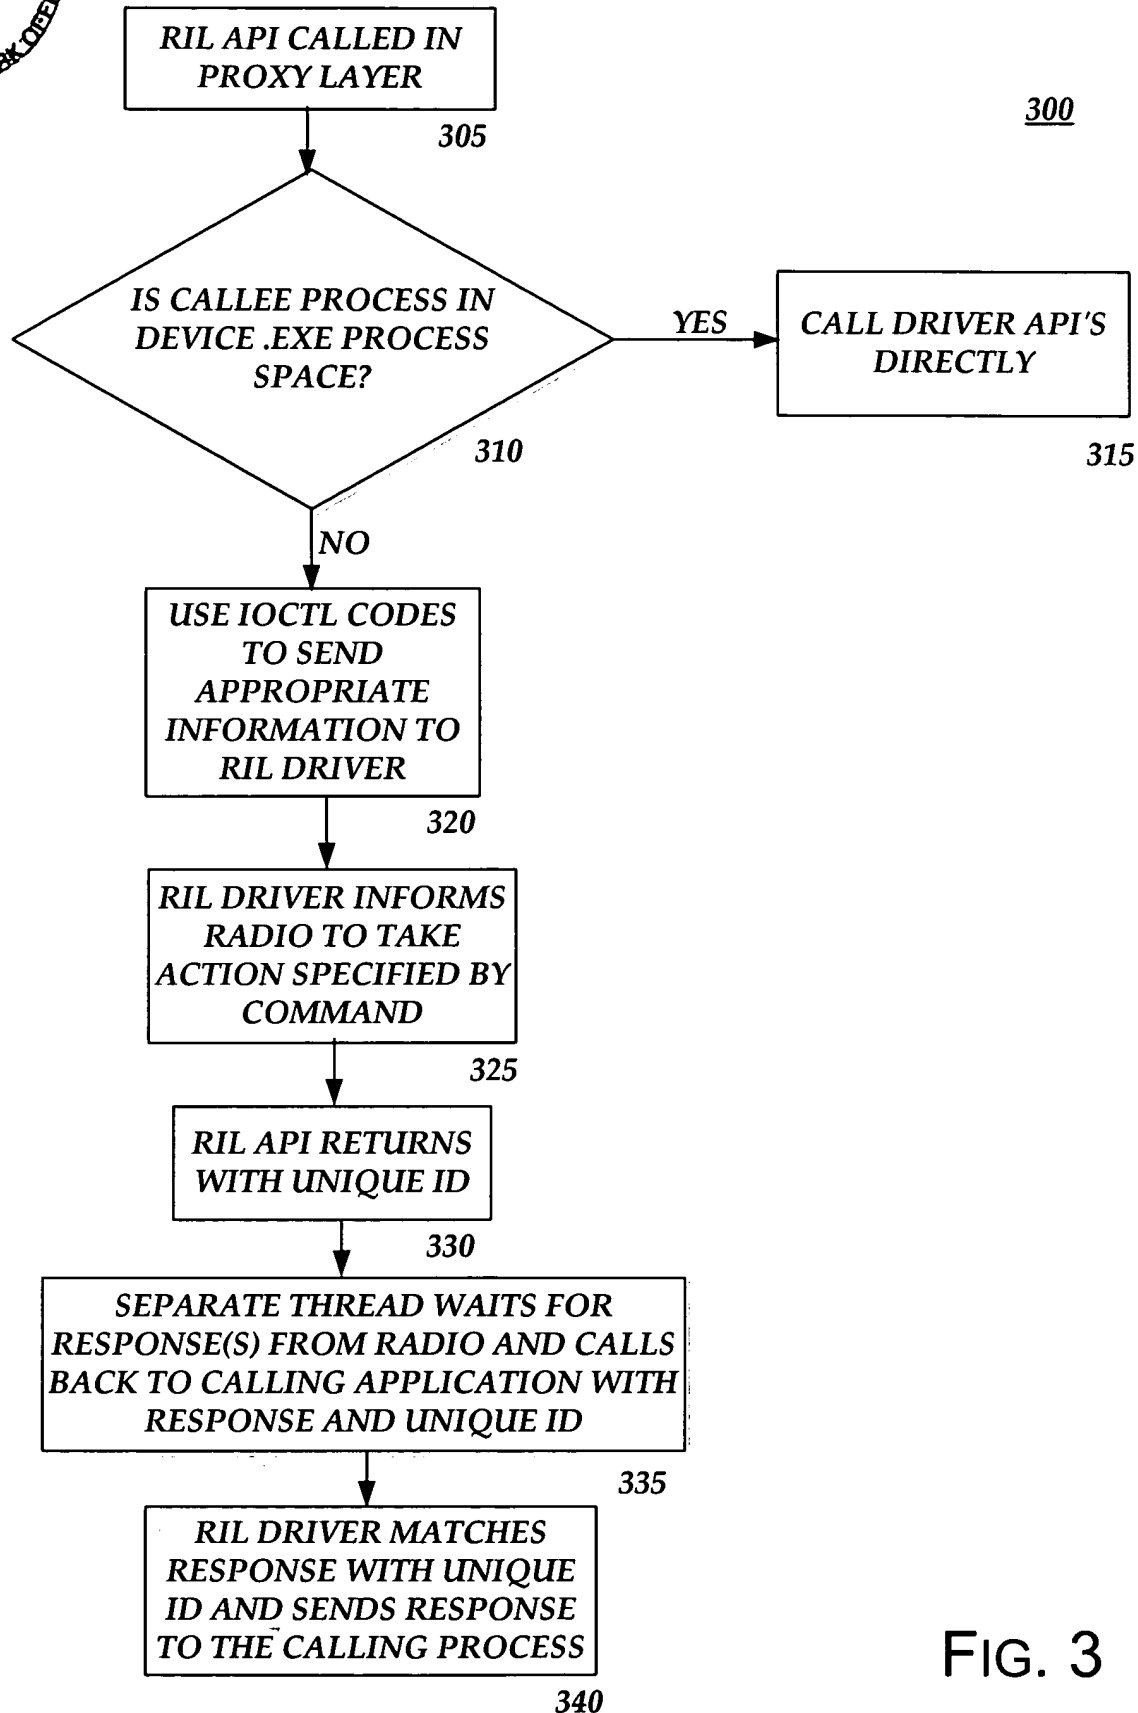 RIL API CALLED IN
PROXY LAYER
305
300
IS CALLEE PROCESS IN
DEVICE .EXE PROCESS
SPACE?
310
YES
CALL DRIVER API'S
DIRECTLY
315
NO
USE IOCTL CODES
TO SEND
APPROPRIATE
INFORMATION TO
RIL DRIVER
320
RIL DRIVER INFORMS
RADIO TO TAKE
ACTION SPECIFIED BY
COMMAND
325
RIL API RETURNS
WITH UNIQUE ID
330
SEPARATE THREAD WAITS FOR
RESPONSE(S) FROM RADIO AND CALLS
BACK TO CALLING APPLICATION WITH
RESPONSE AND UNIQUE ID
335
RIL DRIVER MATCHES
RESPONSE WITH UNIQUE
ID AND SENDS RESPONSE
TO THE CALLING PROCESS
340
FIG. 3